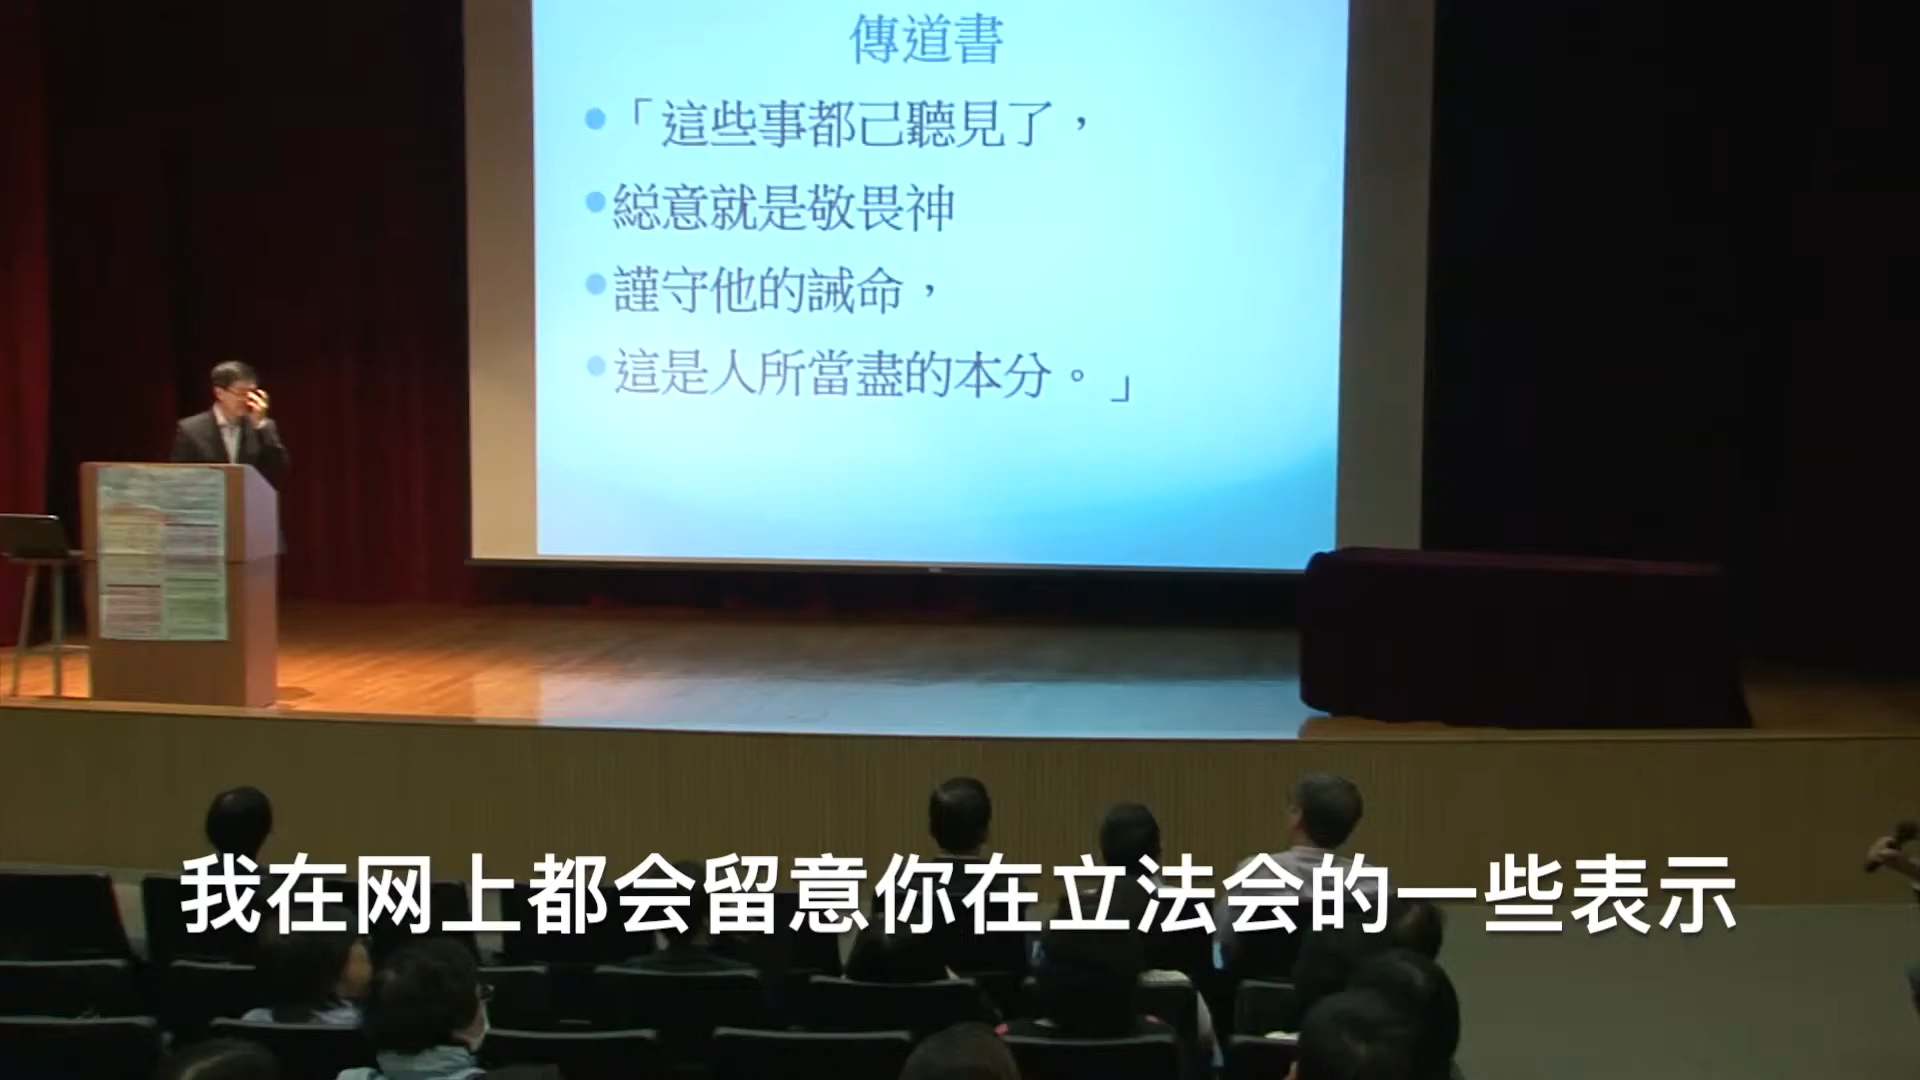 傳道書
•「這些事都己聽見了，
•縂意就是敬畏神
•謹守他的誡命，
•這是人所當盡的本分。」
我在网上都会留意你在立法会的一些表示